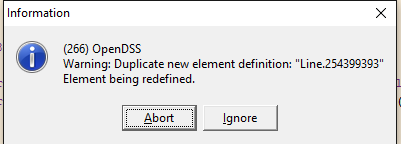 Information
(266) OpenDSS
Warning: Duplicate new element definition: "Line.254399393"
Element being redefined.
Abort
Ignore